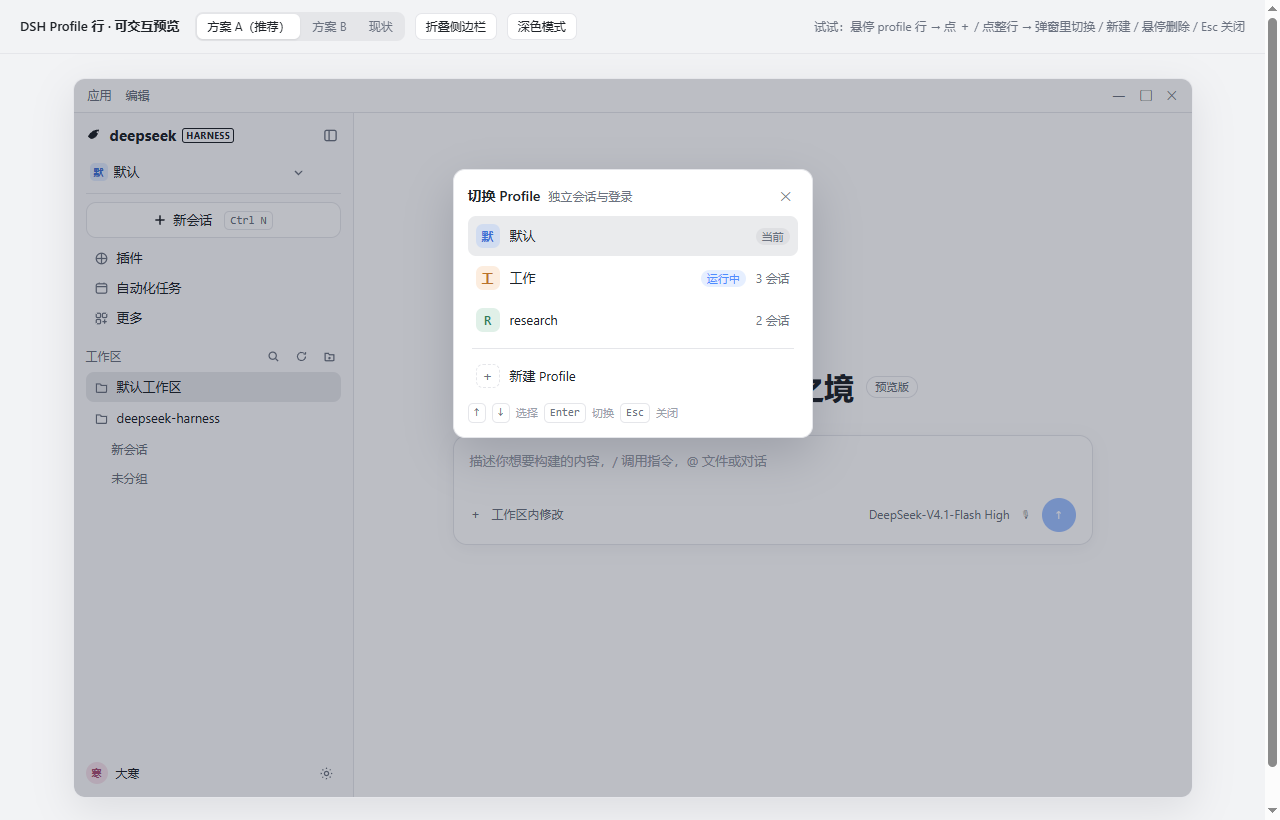 DSH Profile 行 · 可交互预览
方案 A（推荐）
方案 B
现状
折叠侧边栏
深色模式
试试：悬停 profile 行 → 点 ＋ / 点整行 → 弹窗里切换 / 新建 / 悬停删除 / Esc 关闭
应用
编辑
deepseek HARNESS
默 默认
+ 新会话 Ctrl N
插件
自动化任务
更多
工作区
默认工作区
deepseek-harness
新会话
未分组
寒 大寒
切换 Profile 独立会话与登录
默 默认 当前
工 工作 运行中 3 会话
R research 2 会话
+ 新建 Profile
↑ ↓ 选择 Enter 切换 Esc 关闭
之境 预览版
描述你想要构建的内容，/ 调用指令，@ 文件或对话
+ 工作区内修改
DeepSeek-V4.1-Flash High
↑